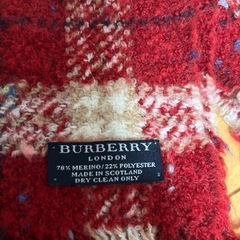 BURBERRY
LONDON
78% MERINO/22% POLYESTER
MADE IN SCOTLAND
DRY CLEAN ONLY